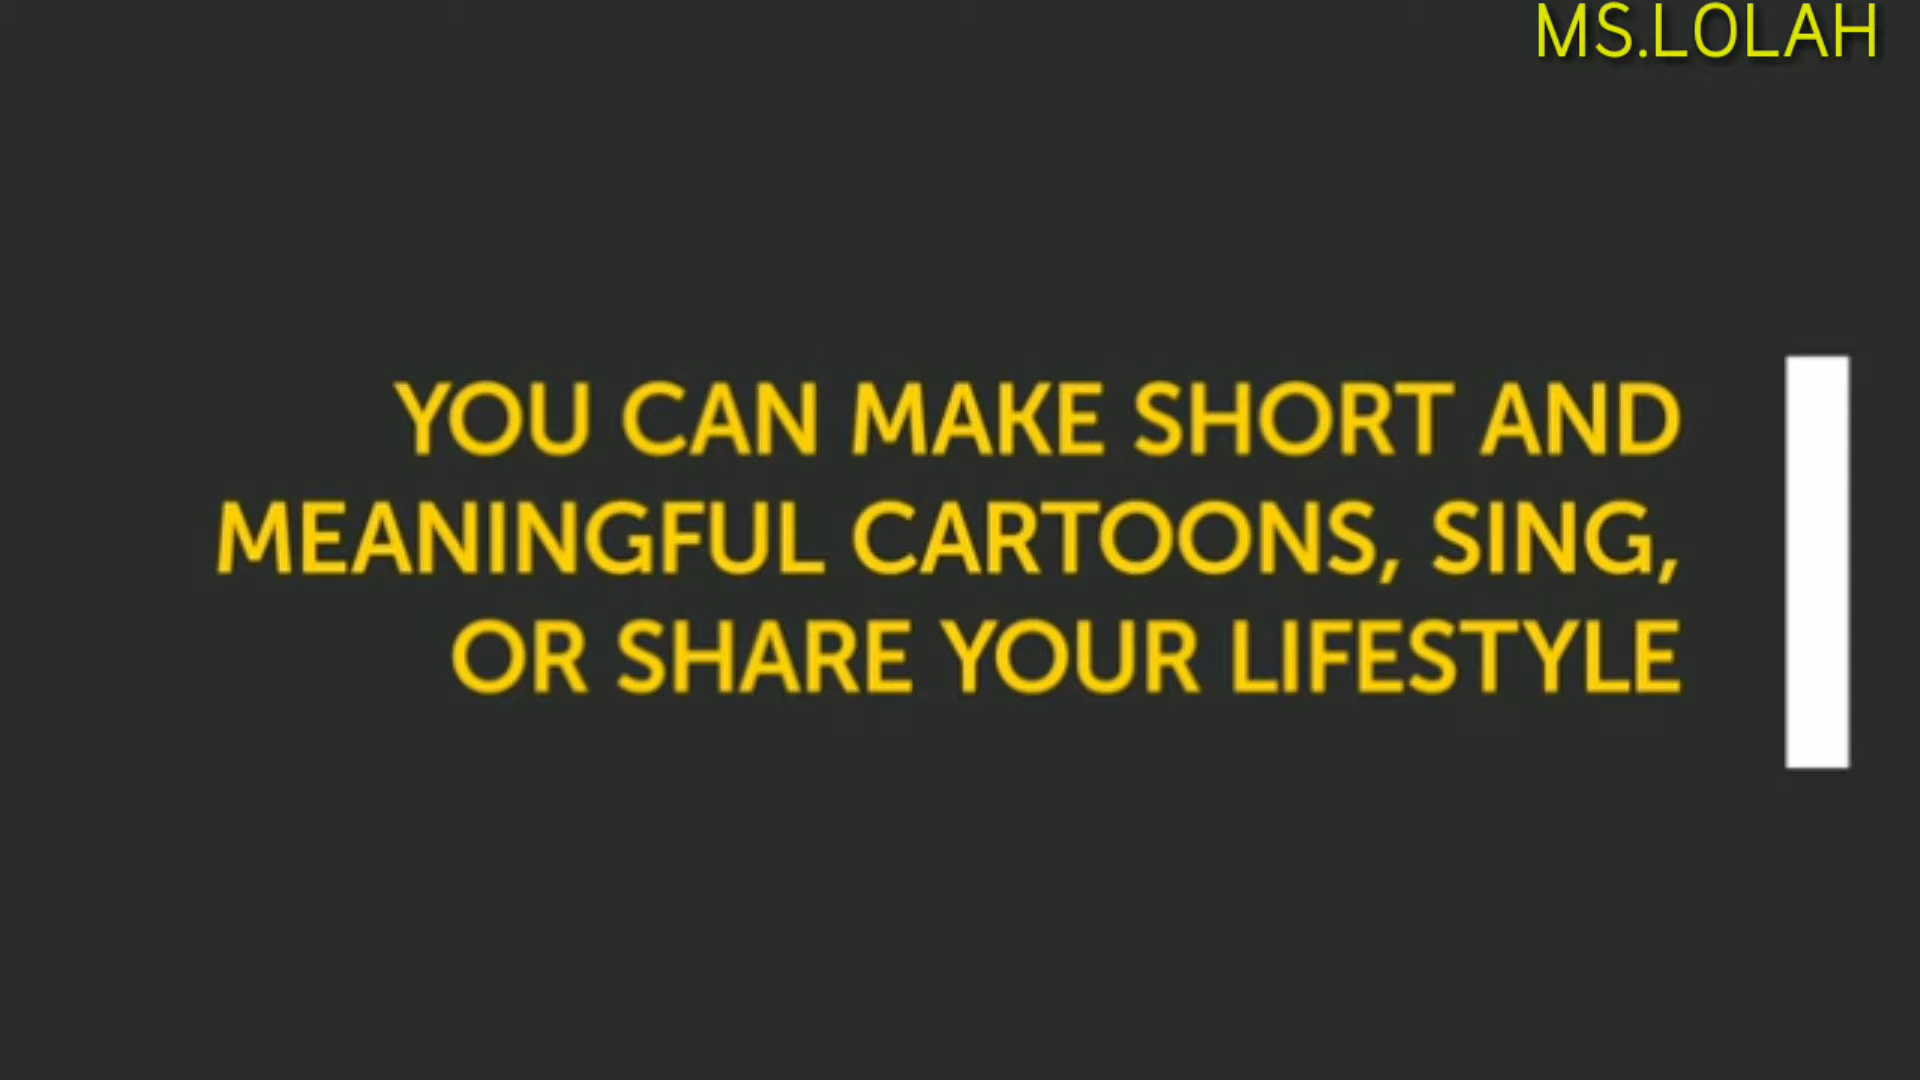 MS.LOLAH
YOU CAN MAKE SHORT AND
MEANINGFUL CARTOONS, SING,
OR SHARE YOUR LIFESTYLE